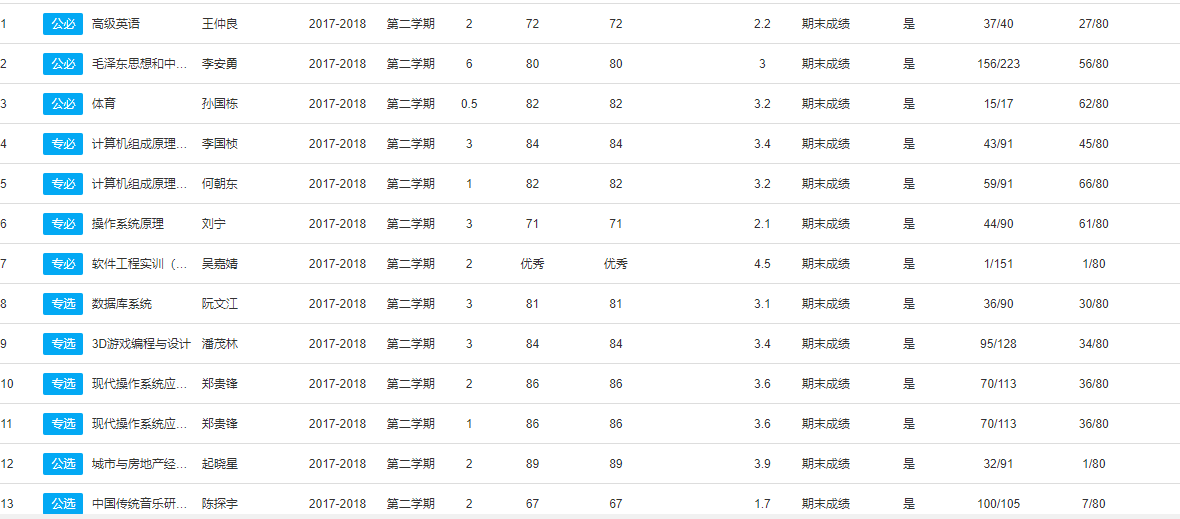 1 公必 高级英语 王仲良 2017-2018 第二学期 2 72 72 2.2 期末成绩 是 37/40 27/80
2 公必 毛泽东思想和中... 李安勇 2017-2018 第二学期 6 80 80 3 期末成绩 是 156/223 56/80
3 公必 体育 孙国栋 2017-2018 第二学期 0.5 82 82 3.2 期末成绩 是 15/17 62/80
4 专必 计算机组成原理... 李国桢 2017-2018 第二学期 3 84 84 3.4 期末成绩 是 43/91 45/80
5 专必 计算机组成原理... 何朝东 2017-2018 第二学期 1 82 82 3.2 期末成绩 是 59/91 66/80
6 专必 操作系统原理 刘宁 2017-2018 第二学期 3 71 71 2.1 期末成绩 是 44/90 61/80
7 专必 软件工程实训（... 吴嘉婧 2017-2018 第二学期 2 优秀 优秀 4.5 期末成绩 是 1/151 1/80
8 专选 数据库系统 阮文江 2017-2018 第二学期 3 81 81 3.1 期末成绩 是 36/90 30/80
9 专选 3D游戏编程与设计 潘茂林 2017-2018 第二学期 3 84 84 3.4 期末成绩 是 95/128 34/80
10 专选 现代操作系统应... 郑贵锋 2017-2018 第二学期 2 86 86 3.6 期末成绩 是 70/113 36/80
11 专选 现代操作系统应... 郑贵锋 2017-2018 第二学期 1 86 86 3.6 期末成绩 是 70/113 36/80
12 公选 城市与房地产经... 起晓星 2017-2018 第二学期 2 89 89 3.9 期末成绩 是 32/91 1/80
13 公选 中国传统音乐研... 陈探宇 2017-2018 第二学期 2 67 67 1.7 期末成绩 是 100/105 7/80